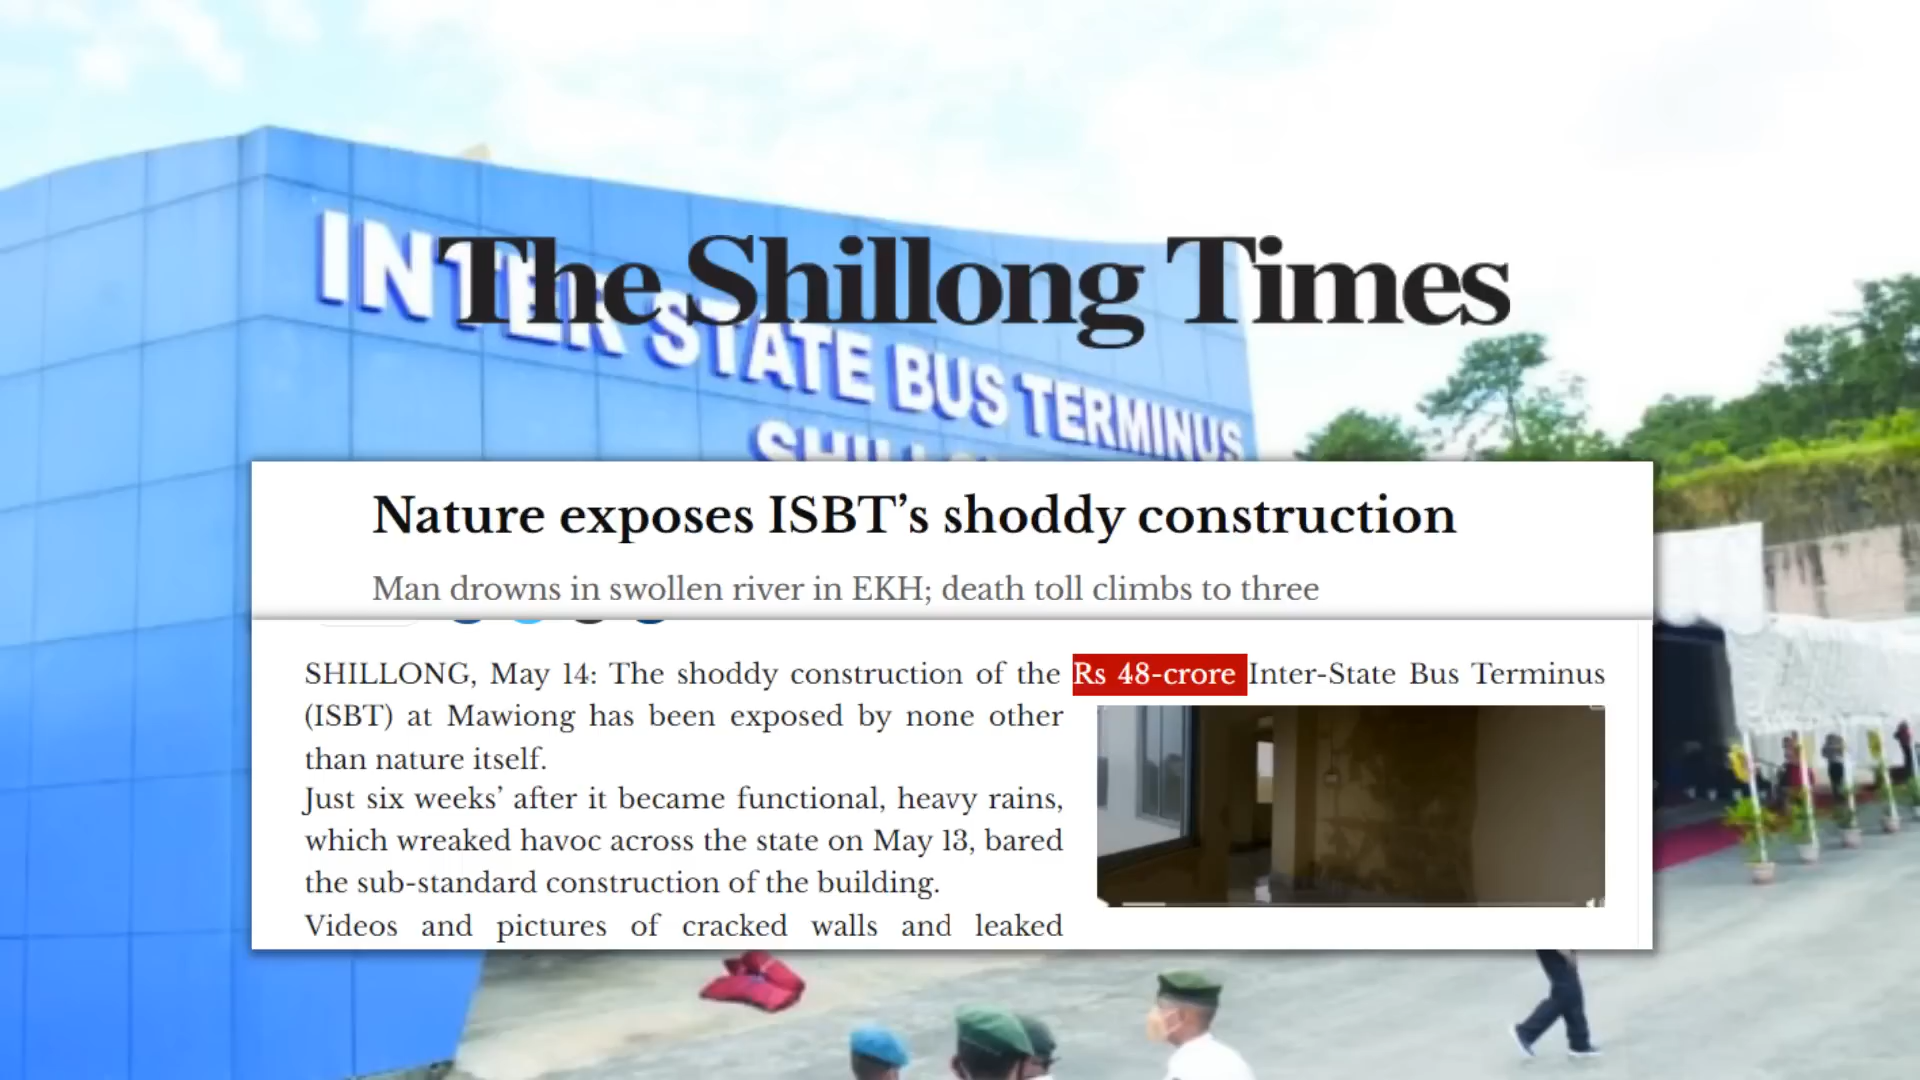 The Shillong Times
INTER STATE BUS TERMINUS
Nature exposes ISBT’s shoddy construction
Man drowns in swollen river in EKH; death toll climbs to three
SHILLONG, May 14: The shoddy construction of the Rs 48-crore Inter-State Bus Terminus
(ISBT) at Mawiong has been exposed by none other
than nature itself.
Just six weeks’ after it became functional, heavy rains,
which wreaked havoc across the state on May 13, bared
the sub-standard construction of the building.
Videos and pictures of cracked walls and leaked